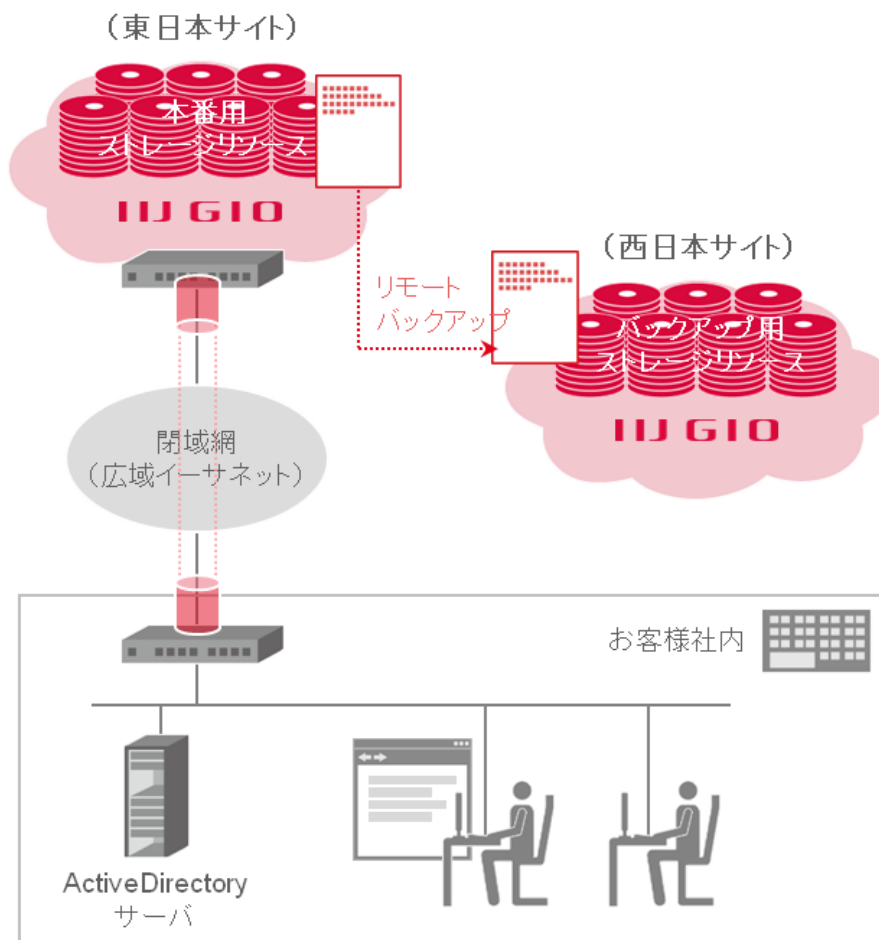 （東日本サイト）
本番用
ストレージリソース
IIJ GIO
（西日本サイト）
リモート
バックアップ
バックアップ用
ストレージリソース
IIJ GIO
閉域網
（広域イーサネット）
お客様社内
ActiveDirectory
サーバ